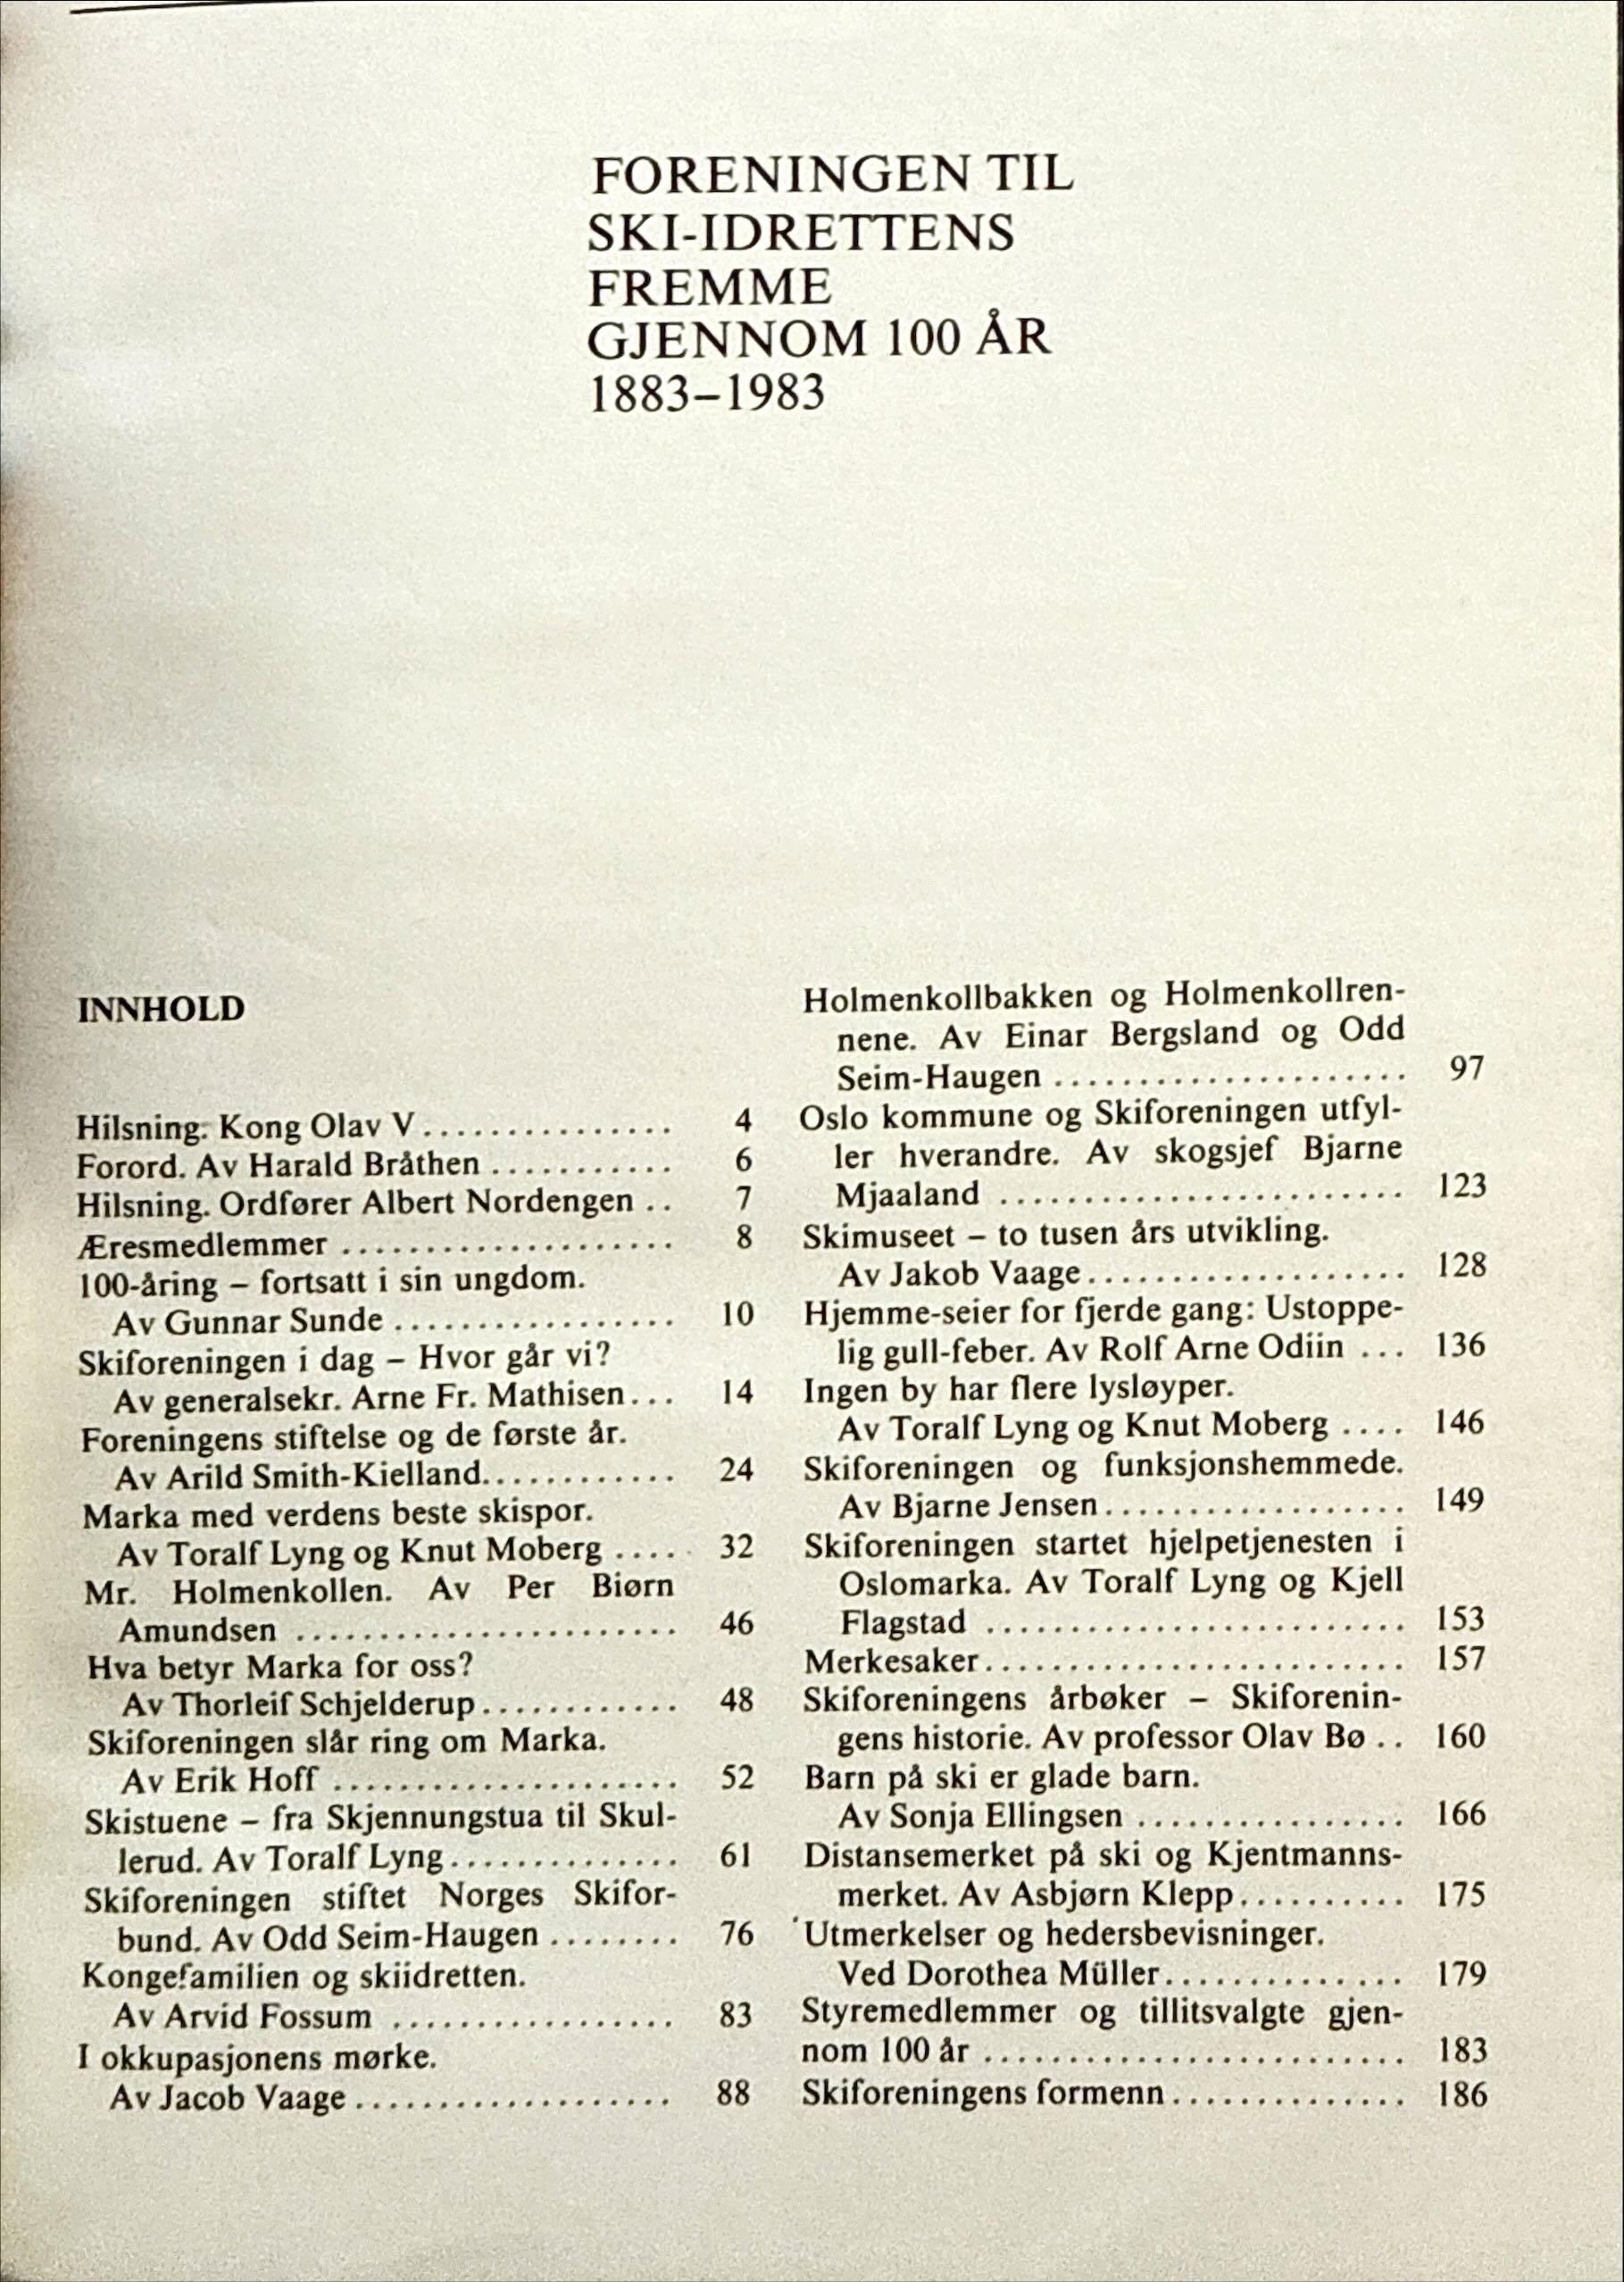 FORENINGEN TIL
SKI-IDRETTENS
FREMME
GJENNOM 100 ÅR
1883–1983
INNHOLD
Hilsning. Kong Olav V................ 4
Forord. Av Harald Bråthen ........... 6
Hilsning. Ordfører Albert Nordengen .. 7
Æresmedlemmer .................... 8
100-åring – fortsatt i sin ungdom.
Av Gunnar Sunde ................. 10
Skiforeningen i dag – Hvor går vi?
Av generalsekr. Arne Fr. Mathisen... 14
Foreningens stiftelse og de første år.
Av Arild Smith-Kielland............ 24
Marka med verdens beste skispor.
Av Toralf Lyng og Knut Moberg .... 32
Mr. Holmenkollen. Av Per Biørn
Amundsen ....................... 46
Hva betyr Marka for oss?
Av Thorleif Schjelderup............ 48
Skiforeningen slår ring om Marka.
Av Erik Hoff ..................... 52
Skistuene – fra Skjennungstua til Skul-
lerud. Av Toralf Lyng.............. 61
Skiforeningen stiftet Norges Skifor-
bund. Av Odd Seim-Haugen ........ 76
Kongefamilien og skiidretten.
Av Arvid Fossum ................. 83
I okkupasjonens mørke.
Av Jacob Vaage................... 88
Holmenkollbakken og Holmenkollren-
nene. Av Einar Bergsland og Odd
Seim-Haugen ..................... 97
Oslo kommune og Skiforeningen utfyl-
ler hverandre. Av skogsjef Bjarne
Mjaaland ........................ 123
Skimuseet – to tusen års utvikling.
Av Jakob Vaage................... 128
Hjemme-seier for fjerde gang: Ustoppe-
lig gull-feber. Av Rolf Arne Odiin ... 136
Ingen by har flere lysløyper.
Av Toralf Lyng og Knut Moberg .... 146
Skiforeningen og funksjonshemmede.
Av Bjarne Jensen.................. 149
Skiforeningen startet hjelpetjenesten i
Oslomarka. Av Toralf Lyng og Kjell
Flagstad ......................... 153
Merkesaker......................... 157
Skiforeningens årbøker – Skiforenin-
gens historie. Av professor Olav Bø .. 160
Barn på ski er glade barn.
Av Sonja Ellingsen ................ 166
Distansemerket på ski og Kjentmanns-
merket. Av Asbjørn Klepp.......... 175
Utmerkelser og hedersbevisninger.
Ved Dorothea Müller.............. 179
Styremedlemmer og tillitsvalgte gjen-
nom 100 år ......................... 183
Skiforeningens formenn.............. 186